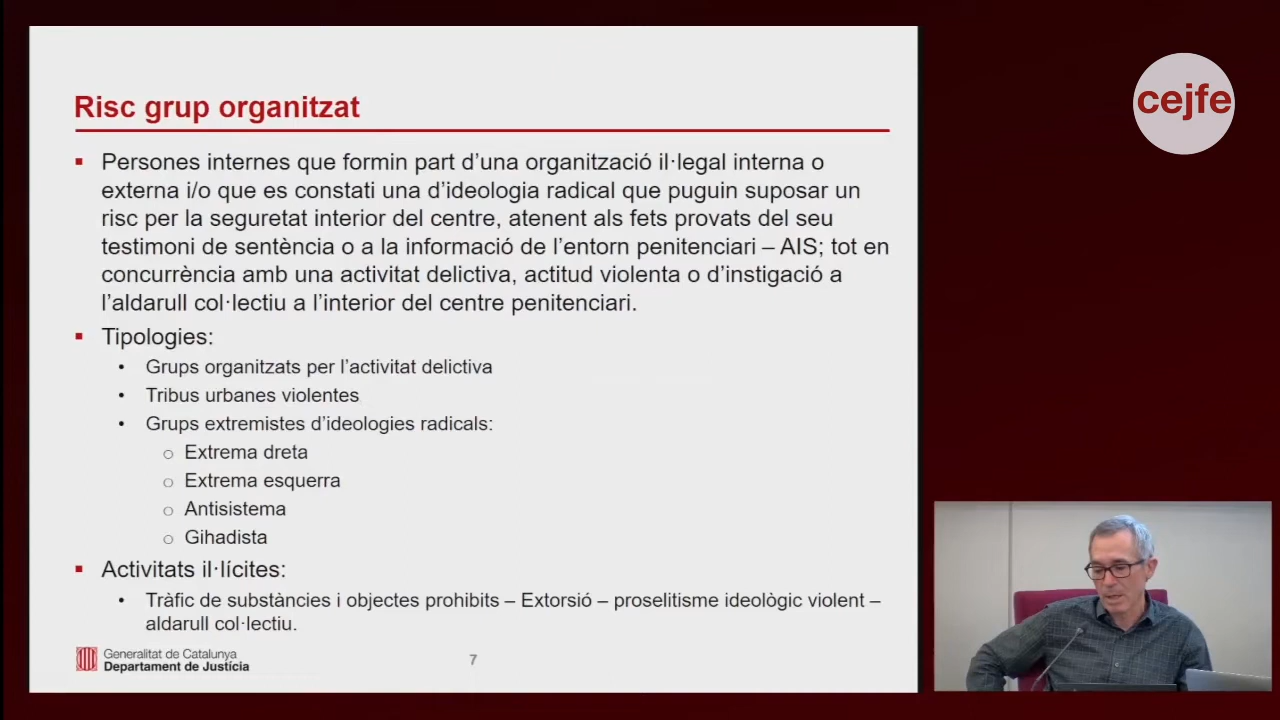 cejfe
Risc grup organitzat
▪ Persones internes que formin part d’una organització il·legal interna o
externa i/o que es constati una d’ideologia radical que puguin suposar un
risc per la seguretat interior del centre, atenent als fets provats del seu
testimoni de sentència o a la informació de l’entorn penitenciari – AIS; tot en
concurrència amb una activitat delictiva, actitud violenta o d’instigació a
l’aldarull col·lectiu a l’interior del centre penitenciari.
▪ Tipologies:
• Grups organitzats per l’activitat delictiva
• Tribus urbanes violentes
• Grups extremistes d’ideologies radicals:
○ Extrema dreta
○ Extrema esquerra
○ Antisistema
○ Gihadista
▪ Activitats il·lícites:
• Tràfic de substàncies i objectes prohibits – Extorsió – proselitisme ideològic violent –
aldarull col·lectiu.
Generalitat de Catalunya
Departament de Justícia
7